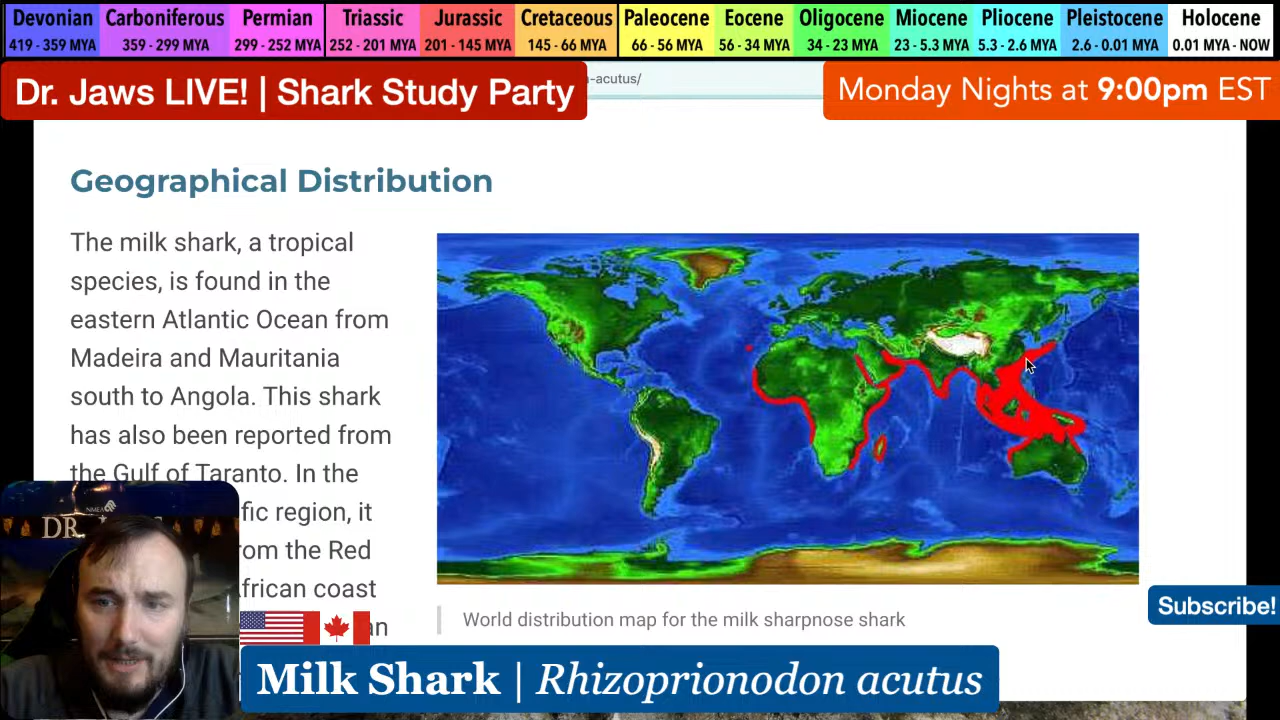 Devonian Carboniferous Permian Triassic Jurassic Cretaceous Paleocene Eocene Oligocene Miocene Pliocene Pleistocene Holocene
419 - 359 MYA 359 - 299 MYA 299 - 252 MYA 252 - 201 MYA 201 - 145 MYA 145 - 66 MYA 66 - 56 MYA 56 - 34 MYA 34 - 23 MYA 23 - 5.3 MYA 5.3 - 2.6 MYA 2.6 - 0.01 MYA 0.01 MYA - NOW
Dr. Jaws LIVE! | Shark Study Party
-acutus/
Monday Nights at 9:00pm EST
Geographical Distribution
The milk shark, a tropical
species, is found in the
eastern Atlantic Ocean from
Madeira and Mauritania
south to Angola. This shark
has also been reported from
the Gulf of Taranto. In the
fic region, it
rom the Red
frican coast
an
World distribution map for the milk sharpnose shark
NMEA
DR.
Subscribe!
Milk Shark | Rhizoprionodon acutus